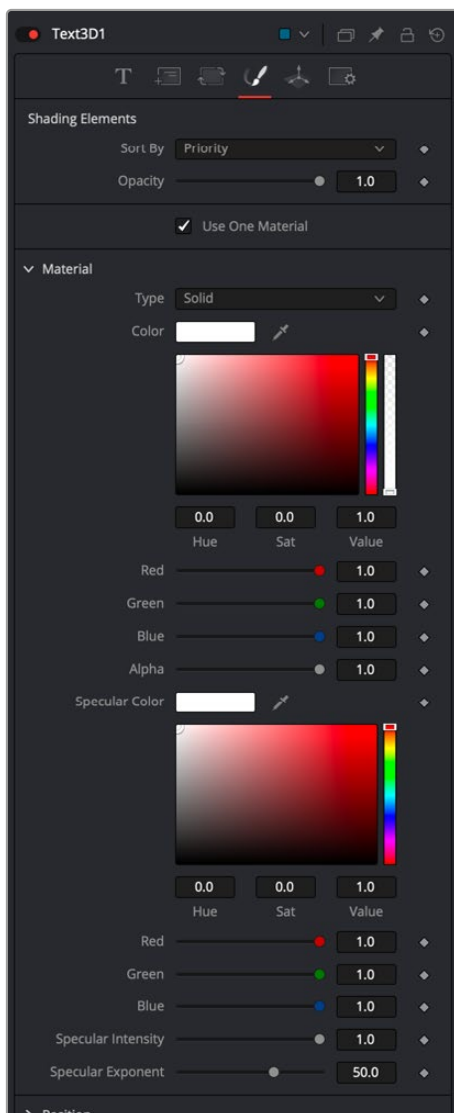 Text3D1
T
Shading Elements
Sort By Priority
Opacity 1.0
Use One Material
Material
Type Solid
Color
0.0 0.0 1.0
Hue Sat Value
Red 1.0
Green 1.0
Blue 1.0
Alpha 1.0
Specular Color
0.0 0.0 1.0
Hue Sat Value
Red 1.0
Green 1.0
Blue 1.0
Specular Intensity 1.0
Specular Exponent 50.0
Position